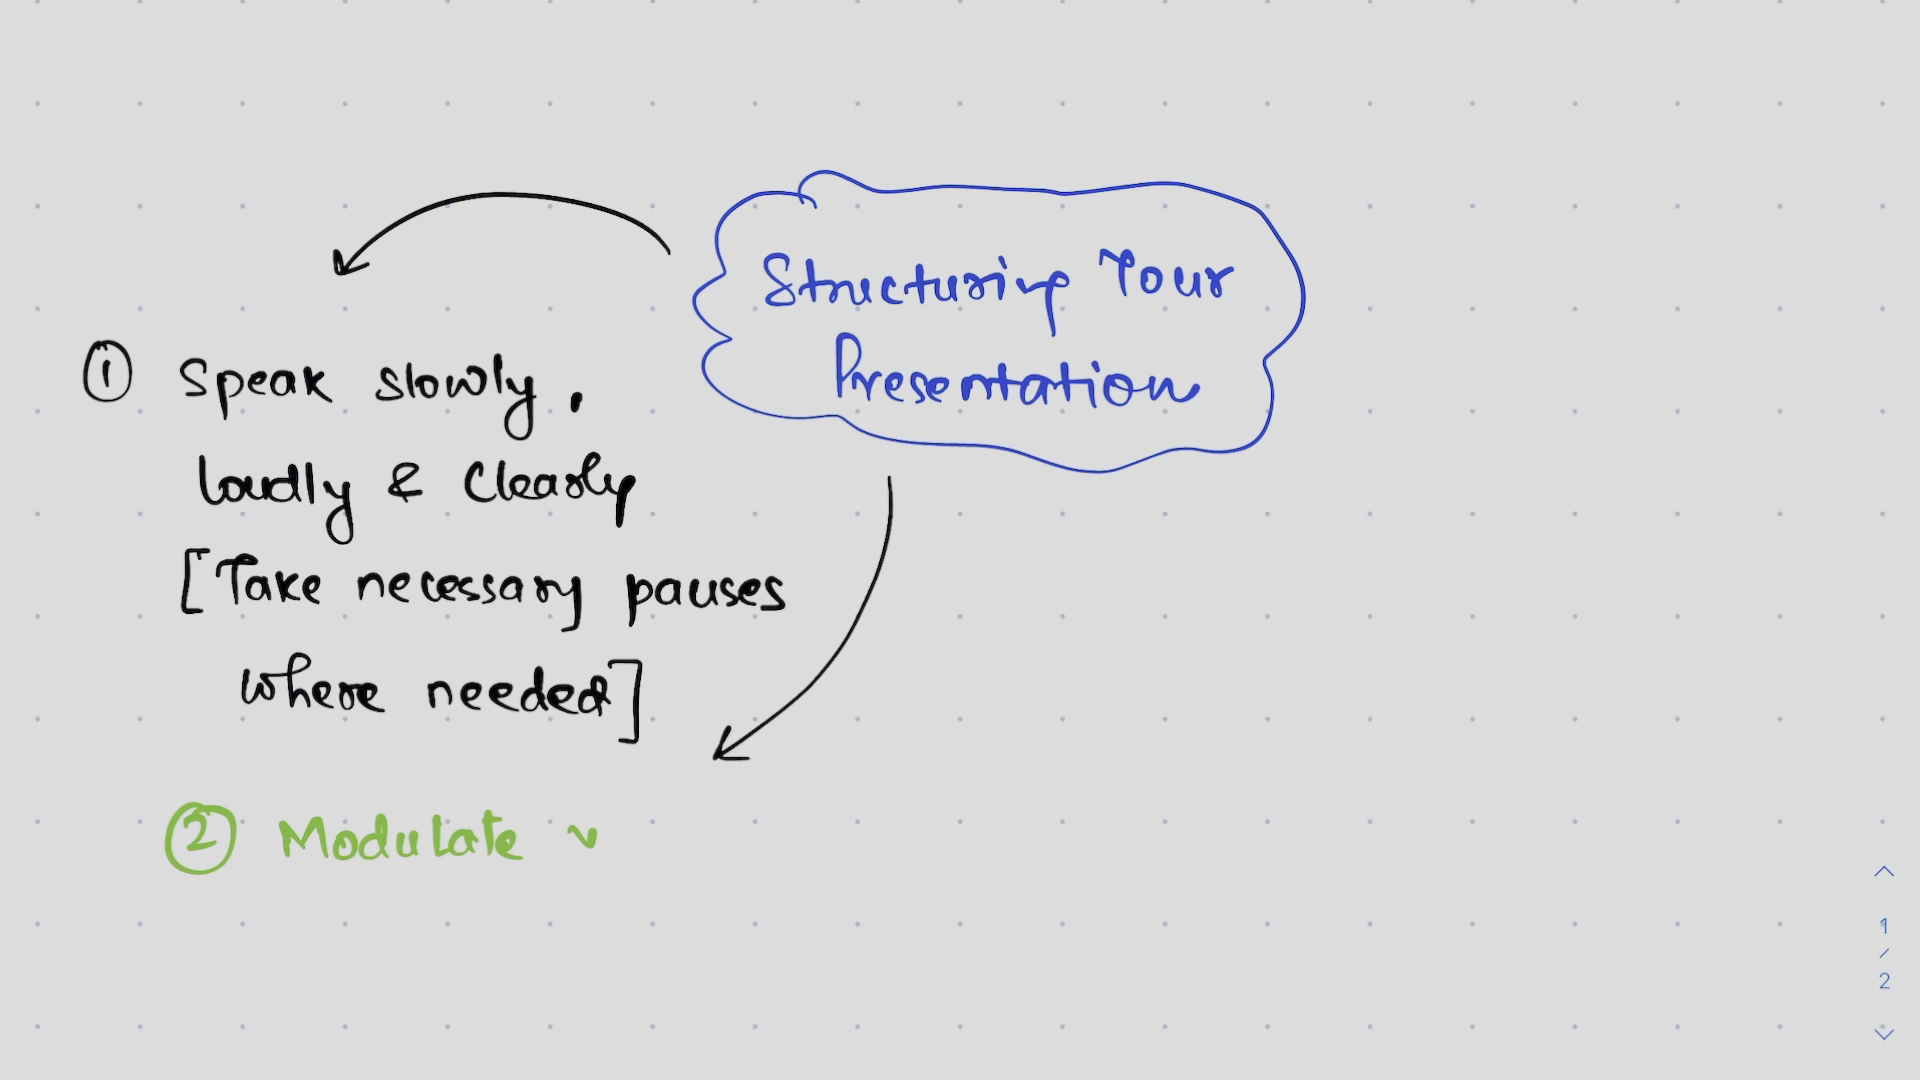 Structuring Your
Presentation
① Speak slowly,
loudly & Clearly
[Take necessary pauses
where needed]
② Modulate v
1
/
2